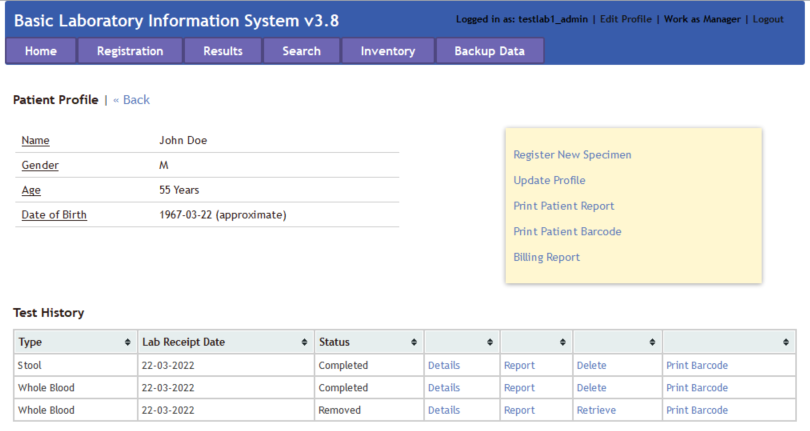 Basic Laboratory Information System v3.8
Logged in as: testlab1_admin | Edit Profile | Work as Manager | Logout
Home Registration Results Search Inventory Backup Data
Patient Profile | « Back
Name John Doe
Gender M
Age 55 Years
Date of Birth 1967-03-22 (approximate)
Register New Specimen
Update Profile
Print Patient Report
Print Patient Barcode
Billing Report
Test History
Type Lab Receipt Date Status
Stool 22-03-2022 Completed Details Report Delete Print Barcode
Whole Blood 22-03-2022 Completed Details Report Delete Print Barcode
Whole Blood 22-03-2022 Removed Details Report Retrieve Print Barcode